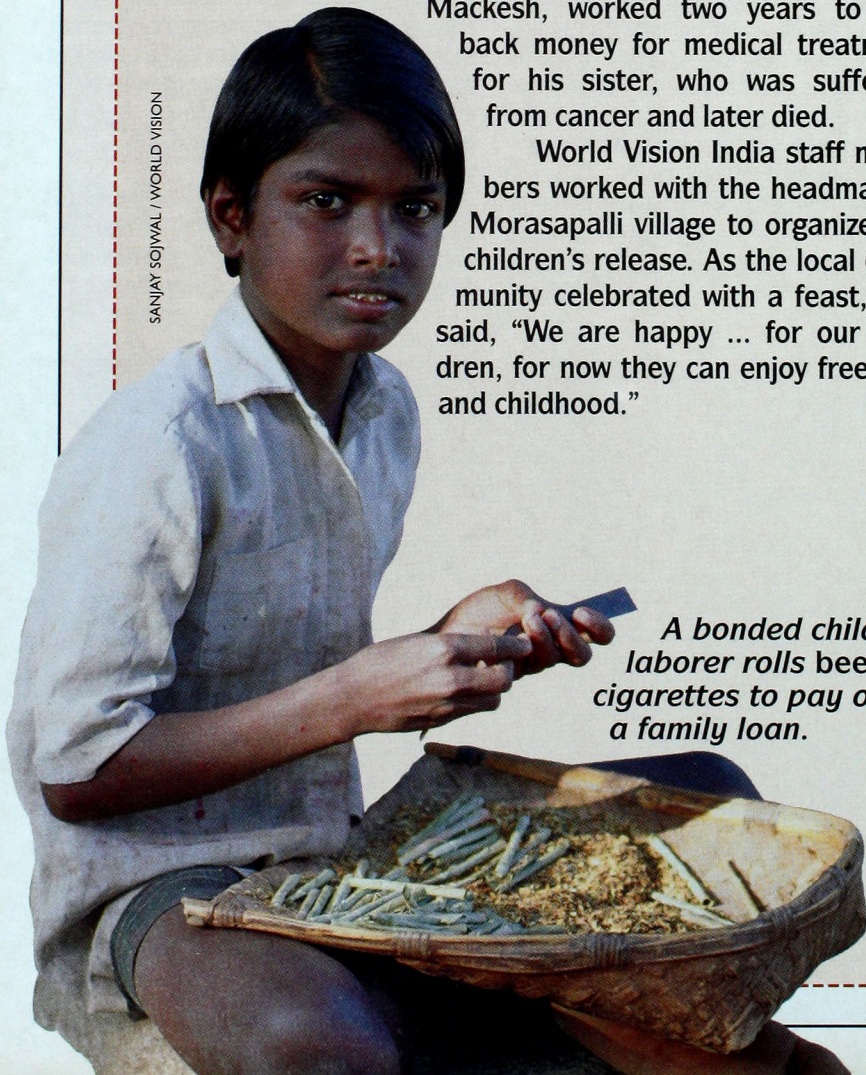 Mackesh, worked two years to
back money for medical treat
for his sister, who was suffe
from cancer and later died.
World Vision India staff m
bers worked with the headma
Morasapalli village to organize
children's release. As the local
munity celebrated with a feast,
said, “We are happy ... for our
dren, for now they can enjoy free
and childhood.”
SANJAY SOJWAL / WORLD VISION
A bonded chil
laborer rolls bee
cigarettes to pay o
a family loan.